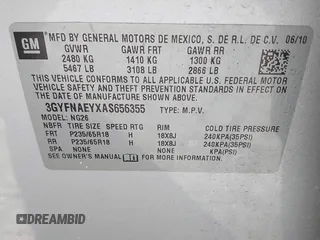 GM
MFD BY GENERAL MOTORS DE MEXICO, S. DE R.L. DE C.V. 06/10
GVWR GAWR FRT GAWR RR
2480 KG 1410 KG 1300 KG
5467 LB 3108 LB 2866 LB
THIS VEHICLE CONFORMS TO ALL APPLICABLE U.S. FEDERAL MOTOR
VEHICLE SAFETY AND THEFT PREVENTION STANDARDS IN EFFECT
ON THE DATE OF MANUFACTURE SHOWN ABOVE.
3GYFNAEYXAS656355 TYPE: M.P.V.
MODEL: NG26
NBFR TIRE SIZE SPEED RTG RIM COLD TIRE PRESSURE
FRT P235/65R18 H 18X8J 240KPA(35PSI)
RR P235/65R18 H 18X8J 240KPA(35PSI)
SPA KPA(PSI)
SEE OWNER'S MANUAL
DREAMBID